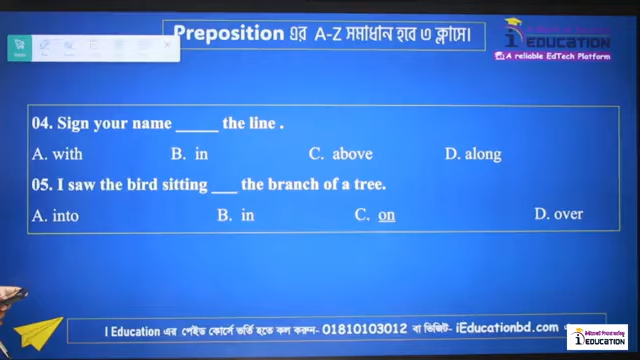 Preposition এর A-Z সমাধান হবে ৩ ক্লাসে।
i EDUCATION
A reliable EdTech Platform
04. Sign your name _____ the line .
A. with B. in C. above D. along
05. I saw the bird sitting ___ the branch of a tree.
A. into B. in C. on D. over
I Education এর পেইড কোর্সে ভর্তি হতে কল করুন- 01810103012 বা ভিজিট- iEducationbd.com
EDUCATION